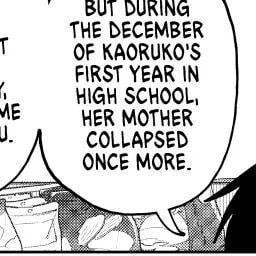 BUT DURING
THE DECEMBER
OF KAORUKO'S
FIRST YEAR IN
HIGH SCHOOL,
HER MOTHER
COLLAPSED
ONCE MORE.